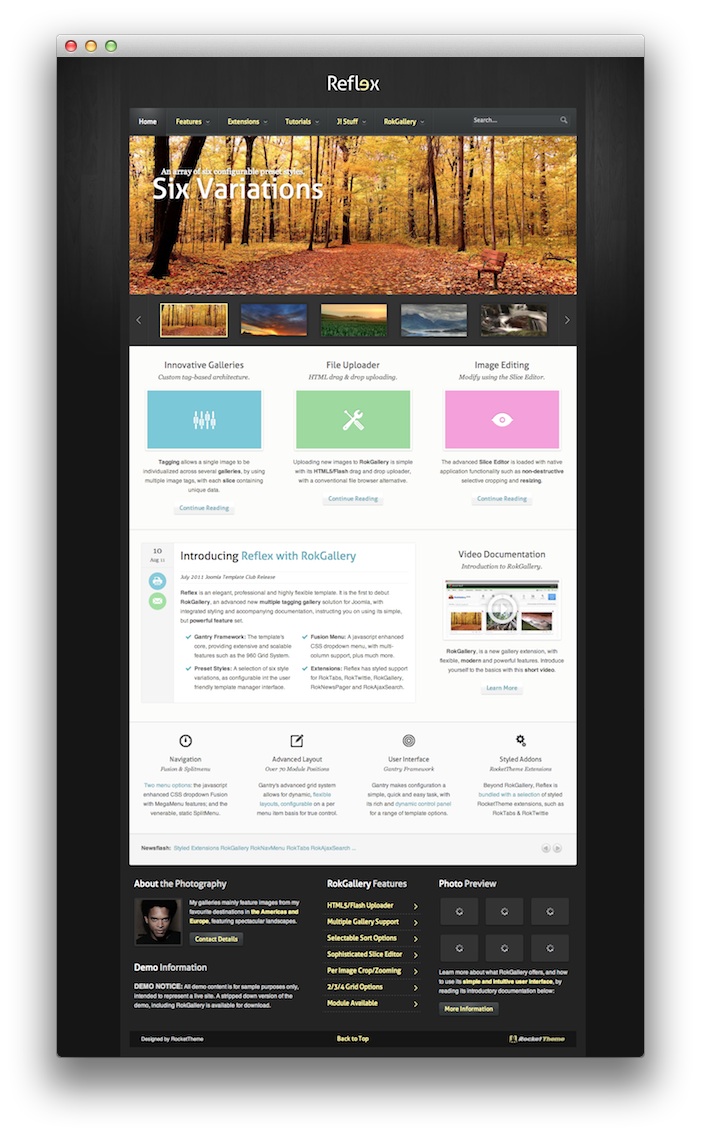 Reflex
Home Features Extensions Tutorials J! Stuff RokGallery Search...
An array of six configurable preset styles.
Six Variations
Innovative Galleries
Custom tag-based architecture.
Tagging allows a single image to be
individualized across several galleries, by using
multiple image tags, with each slice containing
unique data.
Continue Reading
File Uploader
HTML drag & drop uploading.
Uploading new images to RokGallery is simple
with its HTML5/Flash drag and drop uploader,
with a conventional file browser alternative.
Continue Reading
Image Editing
Modify using the Slice Editor.
The advanced Slice Editor is loaded with native
application functionality such as non-destructive
selective cropping and resizing.
Continue Reading
10
Aug 11
Introducing Reflex with RokGallery
July 2011 Joomla Template Club Release
Reflex is an elegant, professional and highly flexible template. It is the first to debut
RokGallery, an advanced new multiple tagging gallery solution for Joomla, with
integrated styling and accompanying documentation, instructing you on using its simple,
but powerful feature set.
Gantry Framework: The template's
core, providing extensive and scalable
features such as the 960 Grid System.
Preset Styles: A selection of six style
variations, as configurable int the user
friendly template manager interface.
Fusion Menu: A javascript enhanced
CSS dropdown menu, with multi-
column support, plus much more.
Extensions: Reflex has styled support
for RokTabs, RokTwittie, RokGallery,
RokNewsPager and RokAjaxSearch.
Video Documentation
Introduction to RokGallery.
RokGallery, is a new gallery extension, with
flexible, modern and powerful features. Introduce
yourself to the basics with this short video.
Learn More
Navigation
Fusion & Splitmenu
Two menu options: the javascript
enhanced CSS dropdown Fusion
with MegaMenu features; and the
venerable, static SplitMenu.
Advanced Layout
Over 70 Module Positions
Gantry's advanced grid system
allows for dynamic, flexible
layouts, configurable on a per
menu item basis for true control.
User Interface
Gantry Framework
Gantry makes configuration a
simple, quick and easy task, with
its rich and dynamic control panel
for a range of template options.
Styled Addons
RocketTheme Extensions
Beyond RokGallery, Reflex is
bundled with a selection of styled
RocketTheme extensions, such as
RokTabs & RokTwittie
Newsflash: Styled Extensions RokGallery RokNavMenu RokTabs RokAjaxSearch ...
About the Photography
My galleries mainly feature images from my
favourite destinations in the Americas and
Europe, featuring spectacular landscapes.
Contact Details
Demo Information
DEMO NOTICE: All demo content is for sample purposes only,
intended to represent a live site. A stripped down version of the
demo, including RokGallery is available for download.
RokGallery Features
HTML5/Flash Uploader
Multiple Gallery Support
Selectable Sort Options
Sophisticated Slice Editor
Per Image Crop/Zooming
2/3/4 Grid Options
Module Available
Photo Preview
Learn more about what RokGallery offers, and how
to use its simple and intuitive user interface, by
reading its introductory documentation below:
More Information
Designed by RocketTheme
Back to Top
RocketTheme